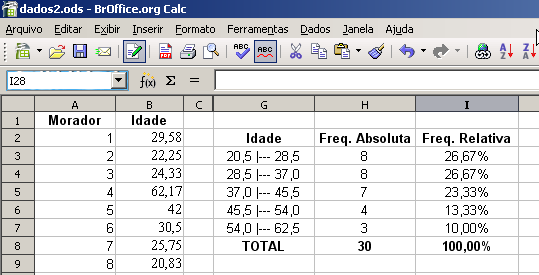 dados2.ods - BrOffice.org Calc
Arquivo Editar Exibir Inserir Formato Ferramentas Dados Janela Ajuda
ABC ABC A Z Z A
I28 f(x) Σ =
A B C G H I
1 Morador Idade
2 1 29,58 Idade Freq. Absoluta Freq. Relativa
3 2 22,25 20,5 |--- 28,5 8 26,67%
4 3 24,33 28,5 |--- 37,0 8 26,67%
5 4 62,17 37,0 |--- 45,5 7 23,33%
6 5 42 45,5 |--- 54,0 4 13,33%
7 6 30,5 54,0 |--- 62,5 3 10,00%
8 7 25,75 TOTAL 30 100,00%
9 8 20,83